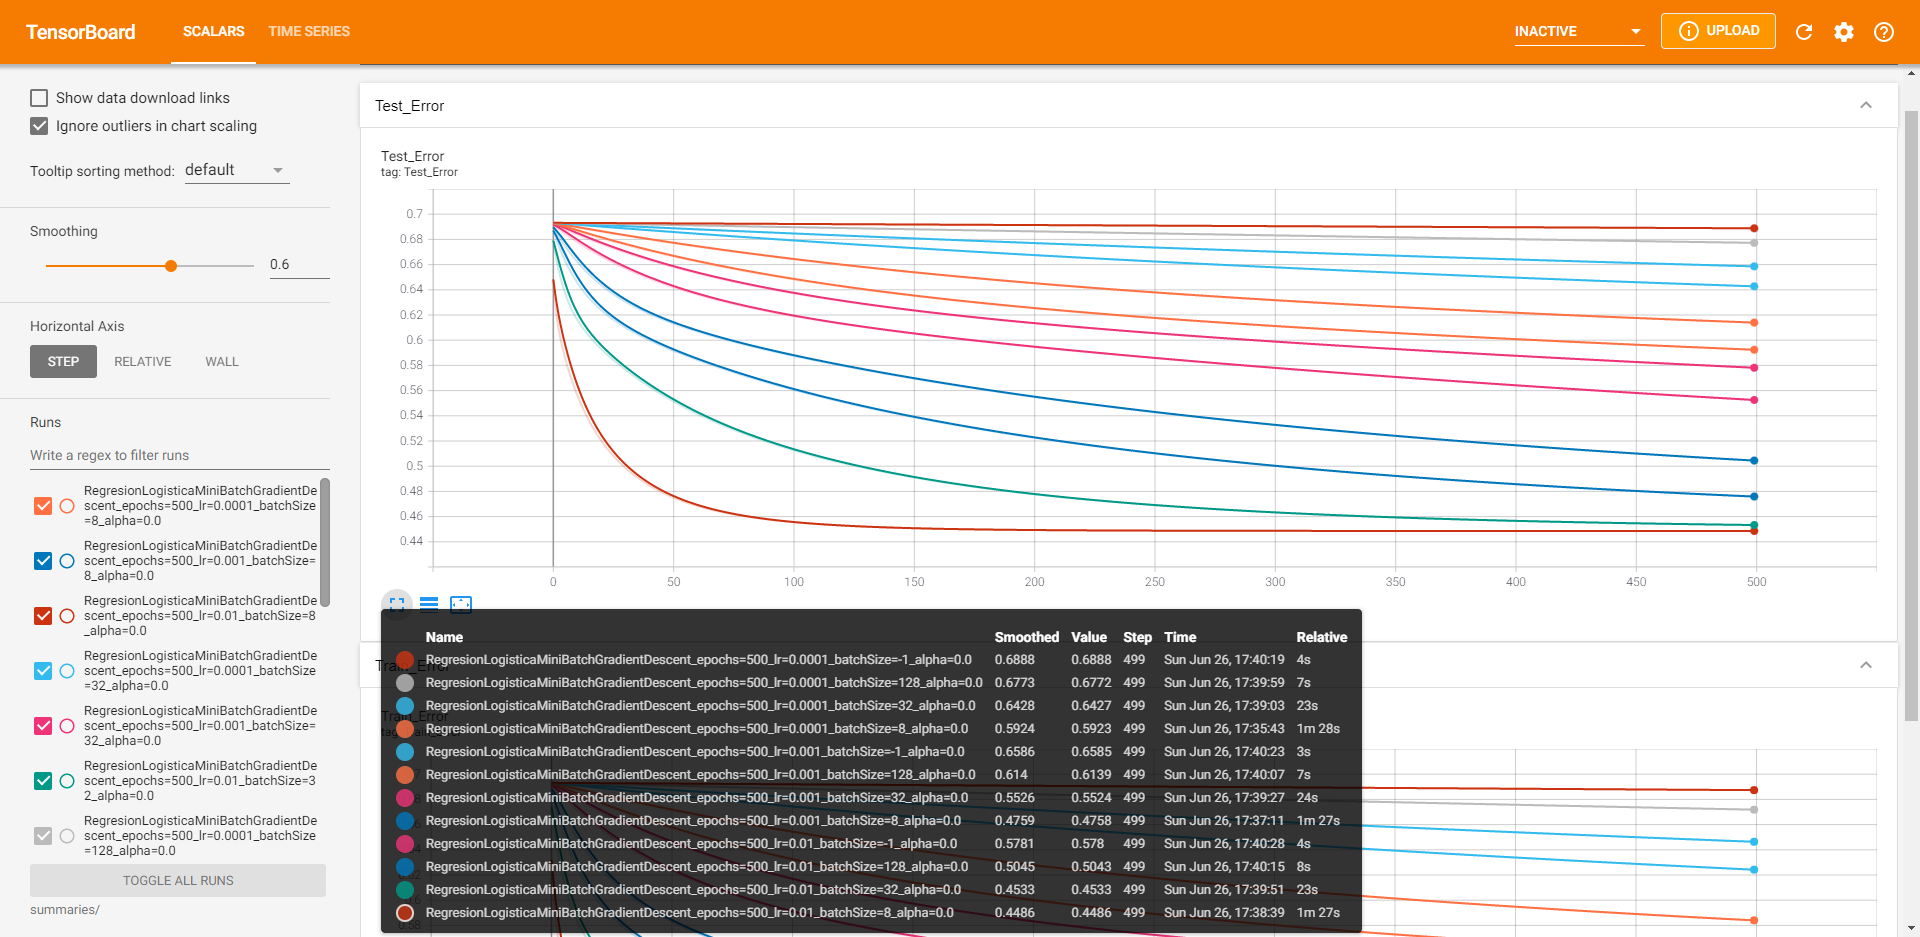 TensorBoard
SCALARS
TIME SERIES
INACTIVE
UPLOAD
Show data download links
Ignore outliers in chart scaling
Tooltip sorting method: default
Smoothing
0.6
Horizontal Axis
STEP
RELATIVE
WALL
Runs
Write a regex to filter runs
RegresionLogisticaMiniBatchGradientDe
scent_epochs=500_lr=0.0001_batchSize
=8_alpha=0.0
RegresionLogisticaMiniBatchGradientDe
scent_epochs=500_lr=0.001_batchSize=
8_alpha=0.0
RegresionLogisticaMiniBatchGradientDe
scent_epochs=500_lr=0.01_batchSize=8
_alpha=0.0
RegresionLogisticaMiniBatchGradientDe
scent_epochs=500_lr=0.0001_batchSize
=32_alpha=0.0
RegresionLogisticaMiniBatchGradientDe
scent_epochs=500_lr=0.001_batchSize=
32_alpha=0.0
RegresionLogisticaMiniBatchGradientDe
scent_epochs=500_lr=0.01_batchSize=3
2_alpha=0.0
RegresionLogisticaMiniBatchGradientDe
scent_epochs=500_lr=0.0001_batchSize
=128_alpha=0.0
TOGGLE ALL RUNS
summaries/
Test_Error
Test_Error
tag: Test_Error
0.7
0.68
0.66
0.64
0.62
0.6
0.58
0.56
0.54
0.52
0.5
0.48
0.46
0.44
0 50 100 150 200 250 300 350 400 450 500
Train_Error
Train_Error
Name Smoothed Value Step Time Relative
RegresionLogisticaMiniBatchGradientDescent_epochs=500_lr=0.0001_batchSize=-1_alpha=0.0 0.6888 0.6888 499 Sun Jun 26, 17:40:19 4s
RegresionLogisticaMiniBatchGradientDescent_epochs=500_lr=0.0001_batchSize=128_alpha=0.0 0.6773 0.6772 499 Sun Jun 26, 17:39:59 7s
RegresionLogisticaMiniBatchGradientDescent_epochs=500_lr=0.0001_batchSize=32_alpha=0.0 0.6428 0.6427 499 Sun Jun 26, 17:39:03 23s
RegresionLogisticaMiniBatchGradientDescent_epochs=500_lr=0.0001_batchSize=8_alpha=0.0 0.5924 0.5923 499 Sun Jun 26, 17:35:43 1m 28s
RegresionLogisticaMiniBatchGradientDescent_epochs=500_lr=0.001_batchSize=-1_alpha=0.0 0.6586 0.6585 499 Sun Jun 26, 17:40:23 3s
RegresionLogisticaMiniBatchGradientDescent_epochs=500_lr=0.001_batchSize=128_alpha=0.0 0.614 0.6139 499 Sun Jun 26, 17:40:07 7s
RegresionLogisticaMiniBatchGradientDescent_epochs=500_lr=0.001_batchSize=32_alpha=0.0 0.5526 0.5524 499 Sun Jun 26, 17:39:27 24s
RegresionLogisticaMiniBatchGradientDescent_epochs=500_lr=0.001_batchSize=8_alpha=0.0 0.4759 0.4758 499 Sun Jun 26, 17:37:11 1m 27s
RegresionLogisticaMiniBatchGradientDescent_epochs=500_lr=0.01_batchSize=-1_alpha=0.0 0.5781 0.578 499 Sun Jun 26, 17:40:28 4s
RegresionLogisticaMiniBatchGradientDescent_epochs=500_lr=0.01_batchSize=128_alpha=0.0 0.5045 0.5043 499 Sun Jun 26, 17:40:15 8s
RegresionLogisticaMiniBatchGradientDescent_epochs=500_lr=0.01_batchSize=32_alpha=0.0 0.4533 0.4533 499 Sun Jun 26, 17:39:51 23s
RegresionLogisticaMiniBatchGradientDescent_epochs=500_lr=0.01_batchSize=8_alpha=0.0 0.4486 0.4486 499 Sun Jun 26, 17:38:39 1m 27s